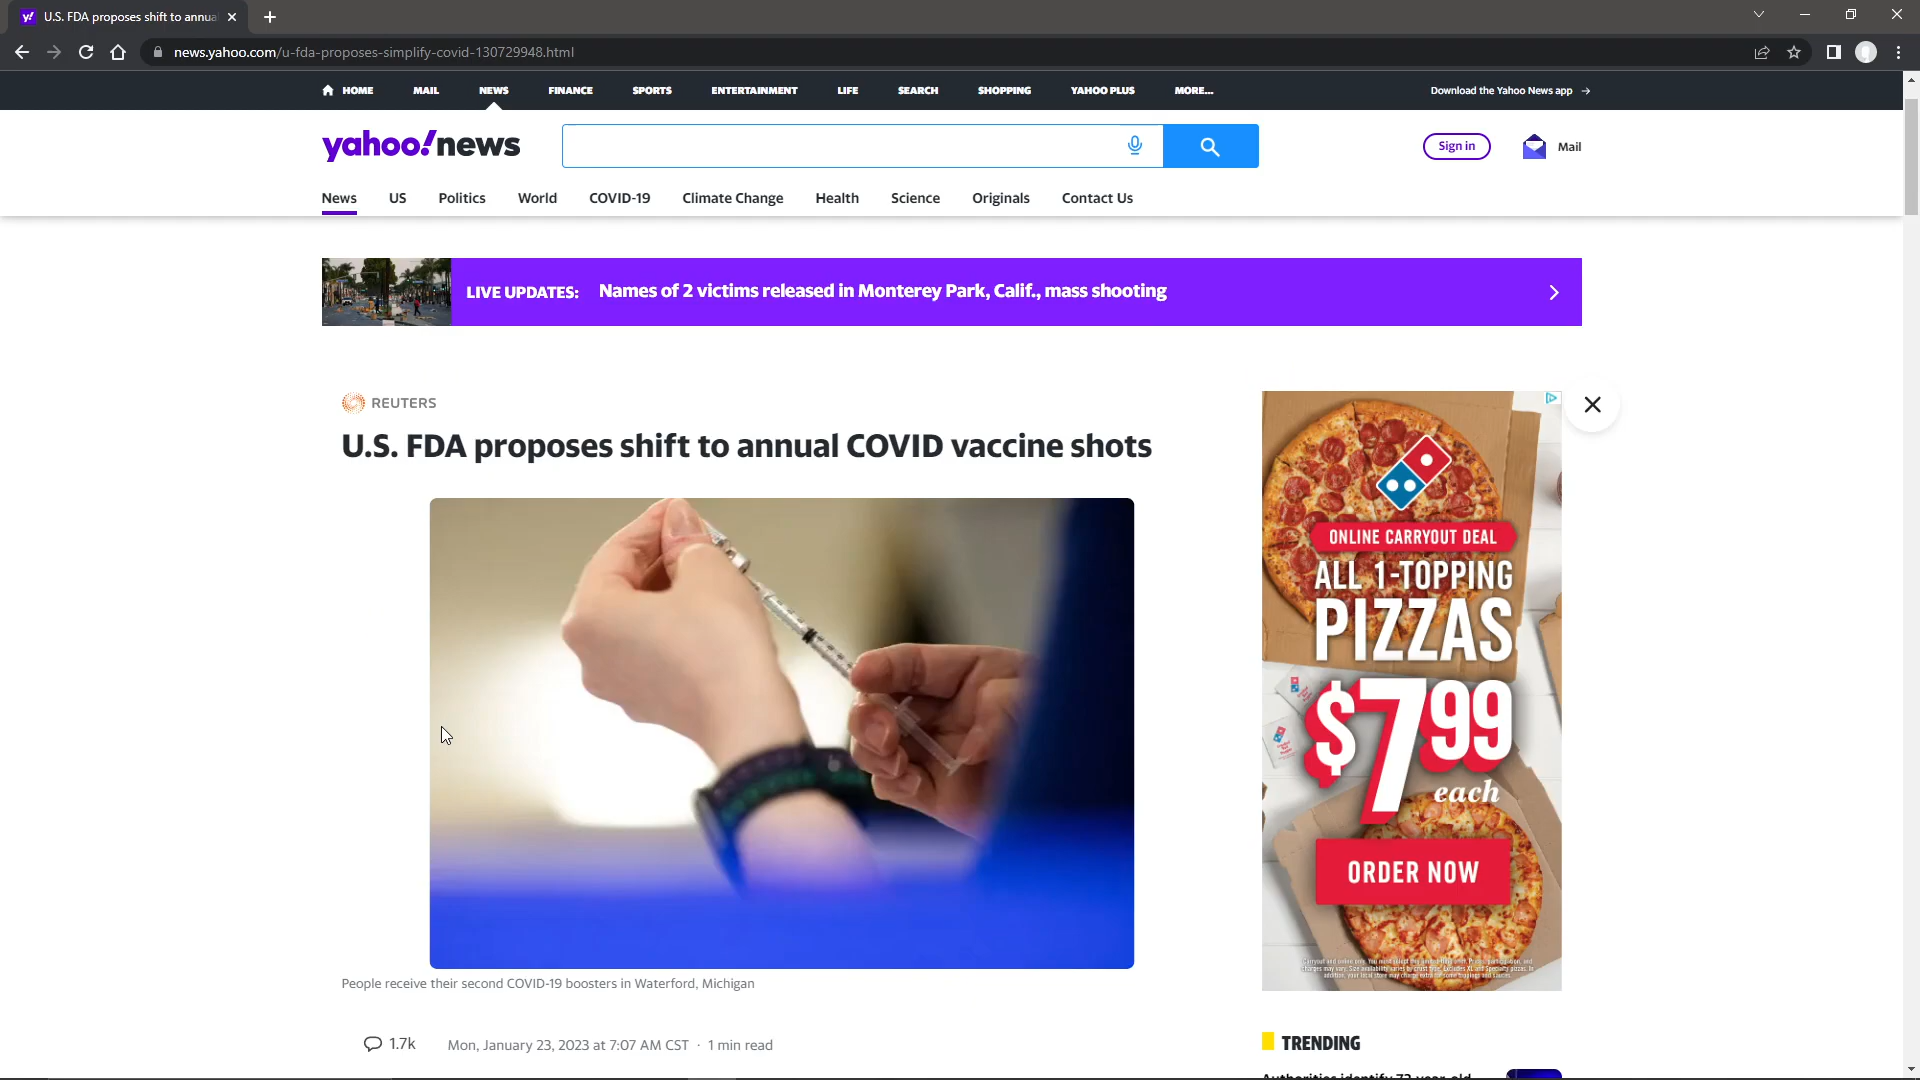 U.S. FDA proposes shift to annua
news.yahoo.com/u-fda-proposes-simplify-covid-130729948.html
HOME MAIL NEWS FINANCE SPORTS ENTERTAINMENT LIFE SEARCH SHOPPING YAHOO PLUS MORE... Download the Yahoo News app →
yahoo!news
Sign in Mail
News US Politics World COVID-19 Climate Change Health Science Originals Contact Us
LIVE UPDATES: Names of 2 victims released in Monterey Park, Calif., mass shooting
REUTERS
U.S. FDA proposes shift to annual COVID vaccine shots
People receive their second COVID-19 boosters in Waterford, Michigan
1.7k Mon, January 23, 2023 at 7:07 AM CST · 1 min read
ONLINE CARRYOUT DEAL
ALL 1-TOPPING
PIZZAS
$7.99
each
ORDER NOW
TRENDING
Authorities identify 72-year-old